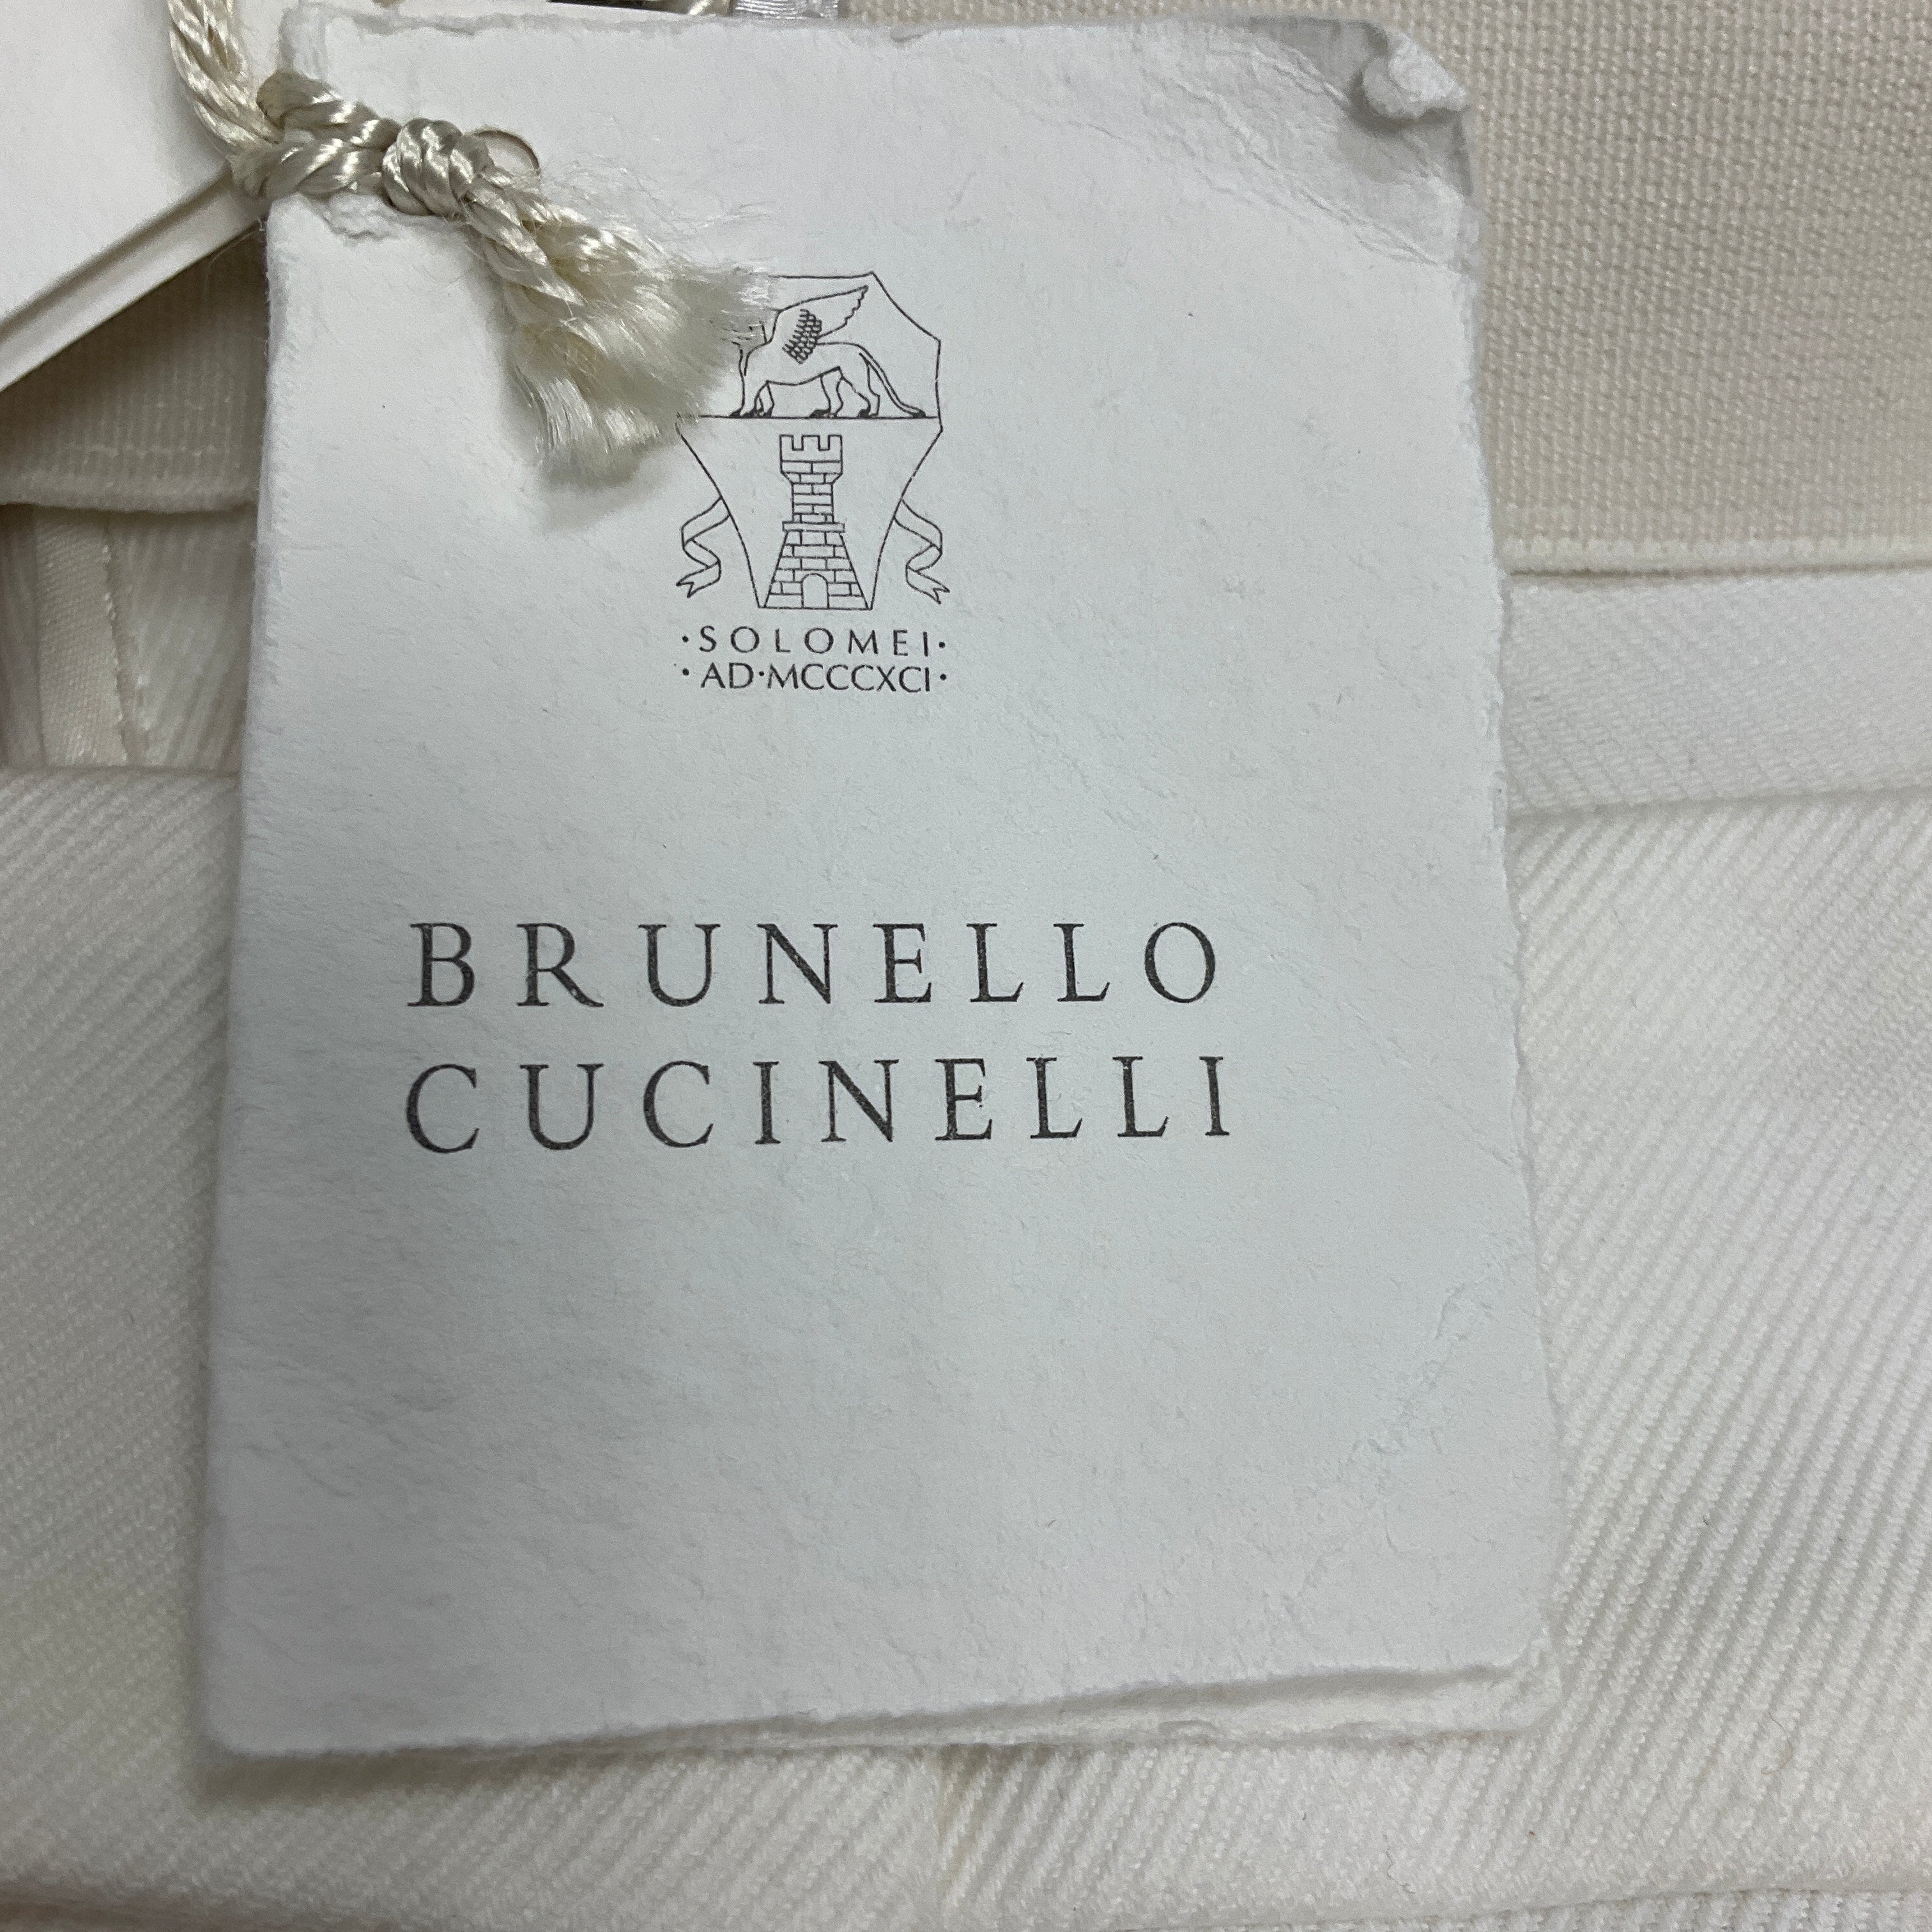 ·SOLOMEI·
·AD·MCCCXCI·
BRUNELLO
CUCINELLI